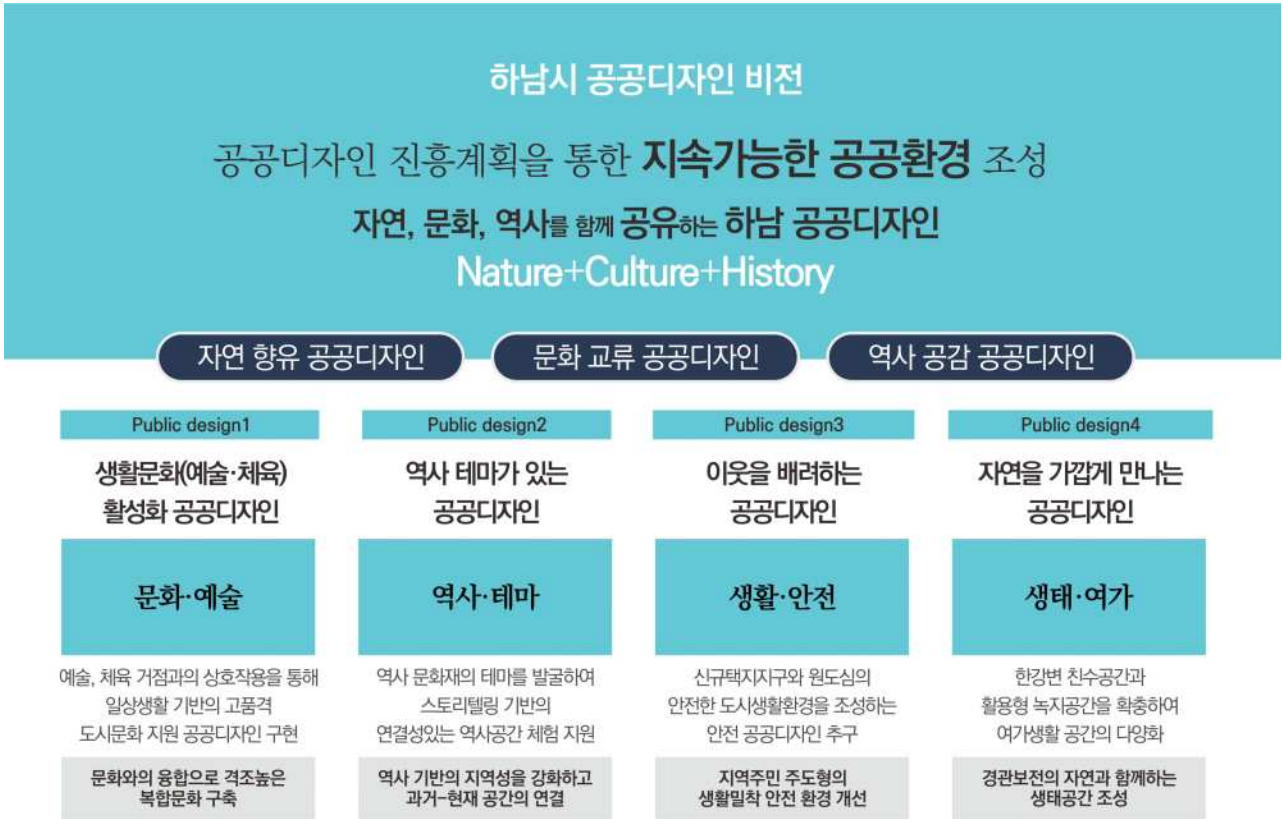 하남시 공공디자인 비전
공공디자인 진흥계획을 통한 지속가능한 공공환경 조성
자연, 문화, 역사를 함께 공유하는 하남 공공디자인
Nature+Culture+History
자연 향유 공공디자인
문화 교류 공공디자인
역사 공감 공공디자인
Public design1
생활문화(예술·체육)
활성화 공공디자인
문화·예술
예술, 체육 거점과의 상호작용을 통해
일상생활 기반의 고품격
도시문화 지원 공공디자인 구현
문화와의 융합으로 격조높은
복합문화 구축
Public design2
역사 테마가 있는
공공디자인
역사·테마
역사 문화재의 테마를 발굴하여
스토리텔링 기반의
연결성있는 역사공간 체험 지원
역사 기반의 지역성을 강화하고
과거-현재 공간의 연결
Public design3
이웃을 배려하는
공공디자인
생활·안전
신규택지지구와 원도심의
안전한 도시생활환경을 조성하는
안전 공공디자인 추구
지역주민 주도형의
생활밀착 안전 환경 개선
Public design4
자연을 가깝게 만나는
공공디자인
생태·여가
한강변 친수공간과
활용형 녹지공간을 확충하여
여가생활 공간의 다양화
경관보전의 자연과 함께하는
생태공간 조성